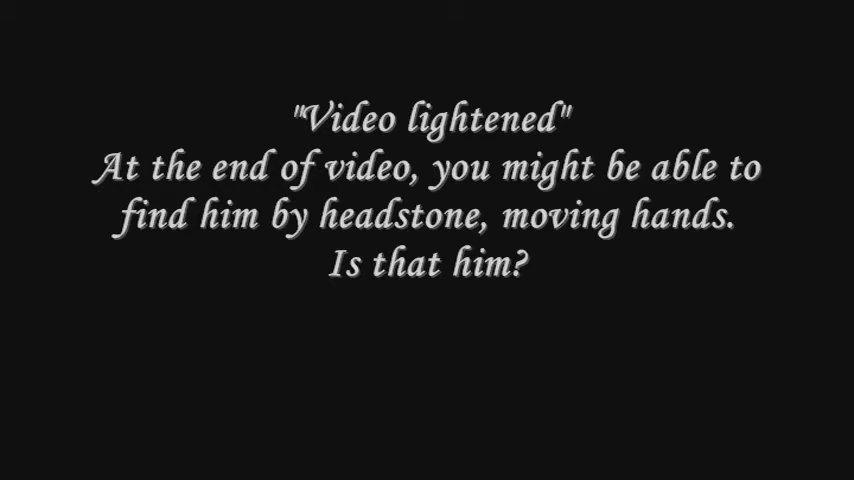 "Video lightened"
At the end of video, you might be able to
find him by headstone, moving hands.
Is that him?